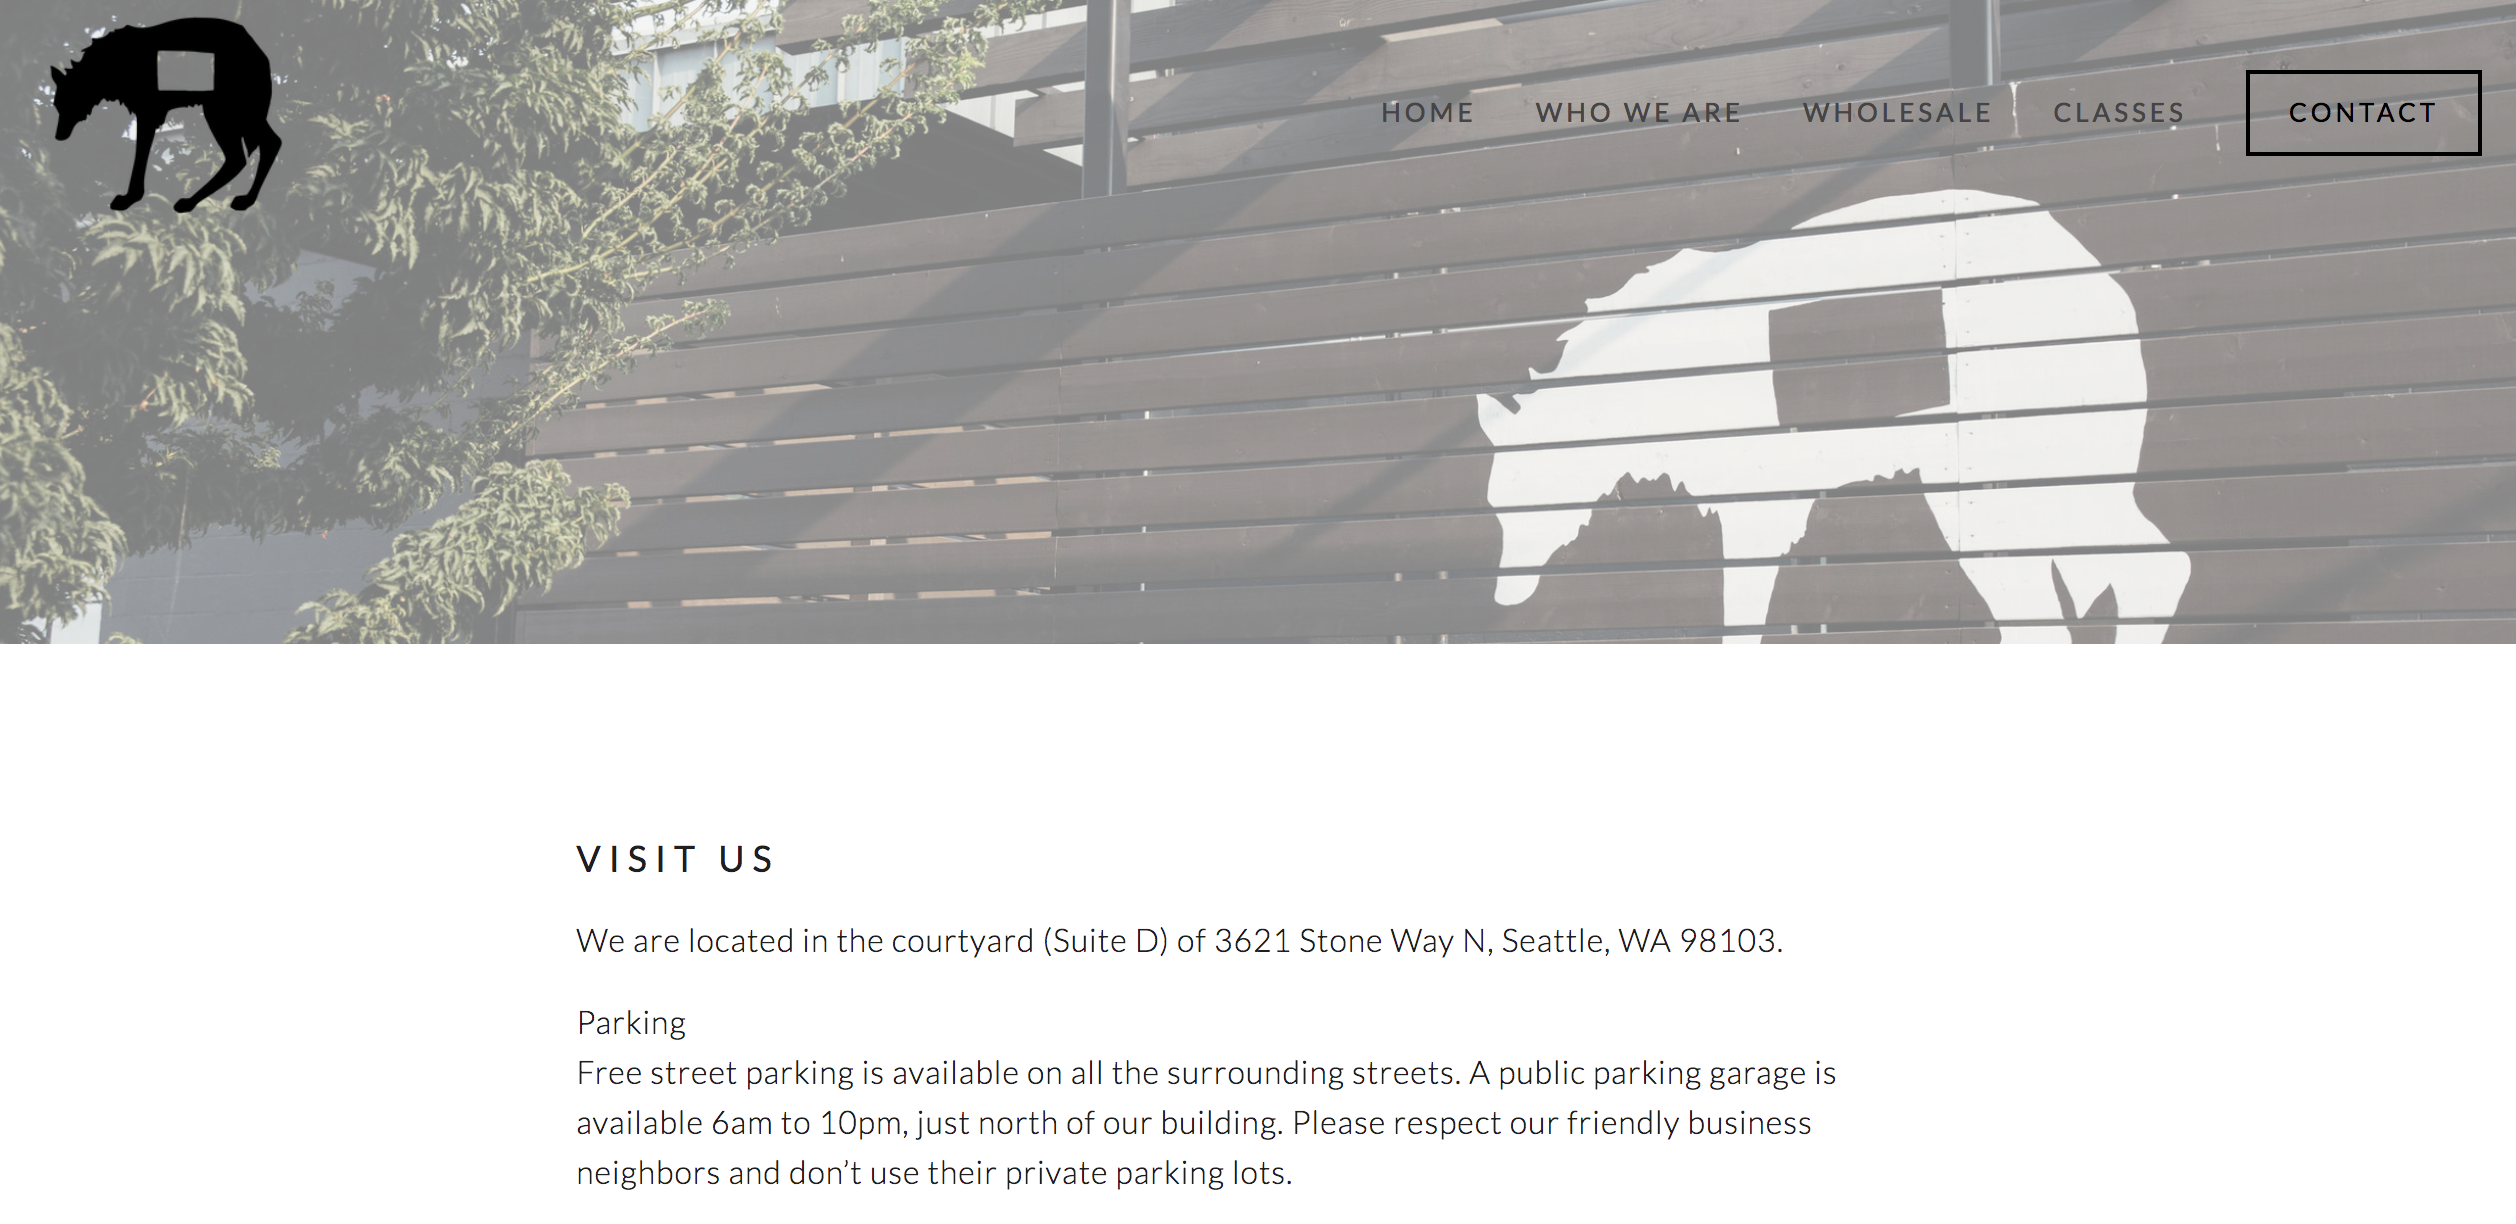 HOME WHO WE ARE WHOLESALE CLASSES CONTACT
VISIT US
We are located in the courtyard (Suite D) of 3621 Stone Way N, Seattle, WA 98103.
Parking
Free street parking is available on all the surrounding streets. A public parking garage is
available 6am to 10pm, just north of our building. Please respect our friendly business
neighbors and don’t use their private parking lots.